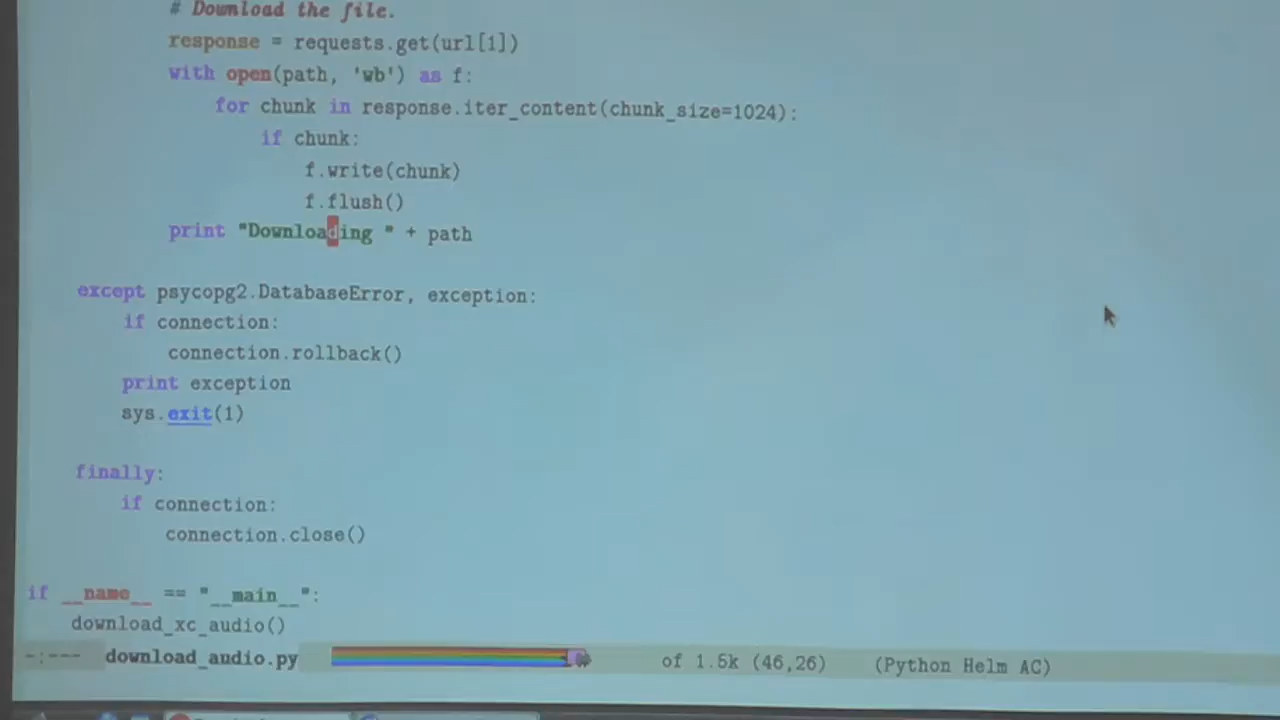 # Download the file.
response = requests.get(url[1])
with open(path, 'wb') as f:
for chunk in response.iter_content(chunk_size=1024):
if chunk:
f.write(chunk)
f.flush()
print "Downloading " + path
except psycopg2.DatabaseError, exception:
if connection:
connection.rollback()
print exception
sys.exit(1)
finally:
if connection:
connection.close()
if __name__ == "__main__":
download_xc_audio()
-:--- download_audio.py of 1.5k (46,26) (Python Helm AC)